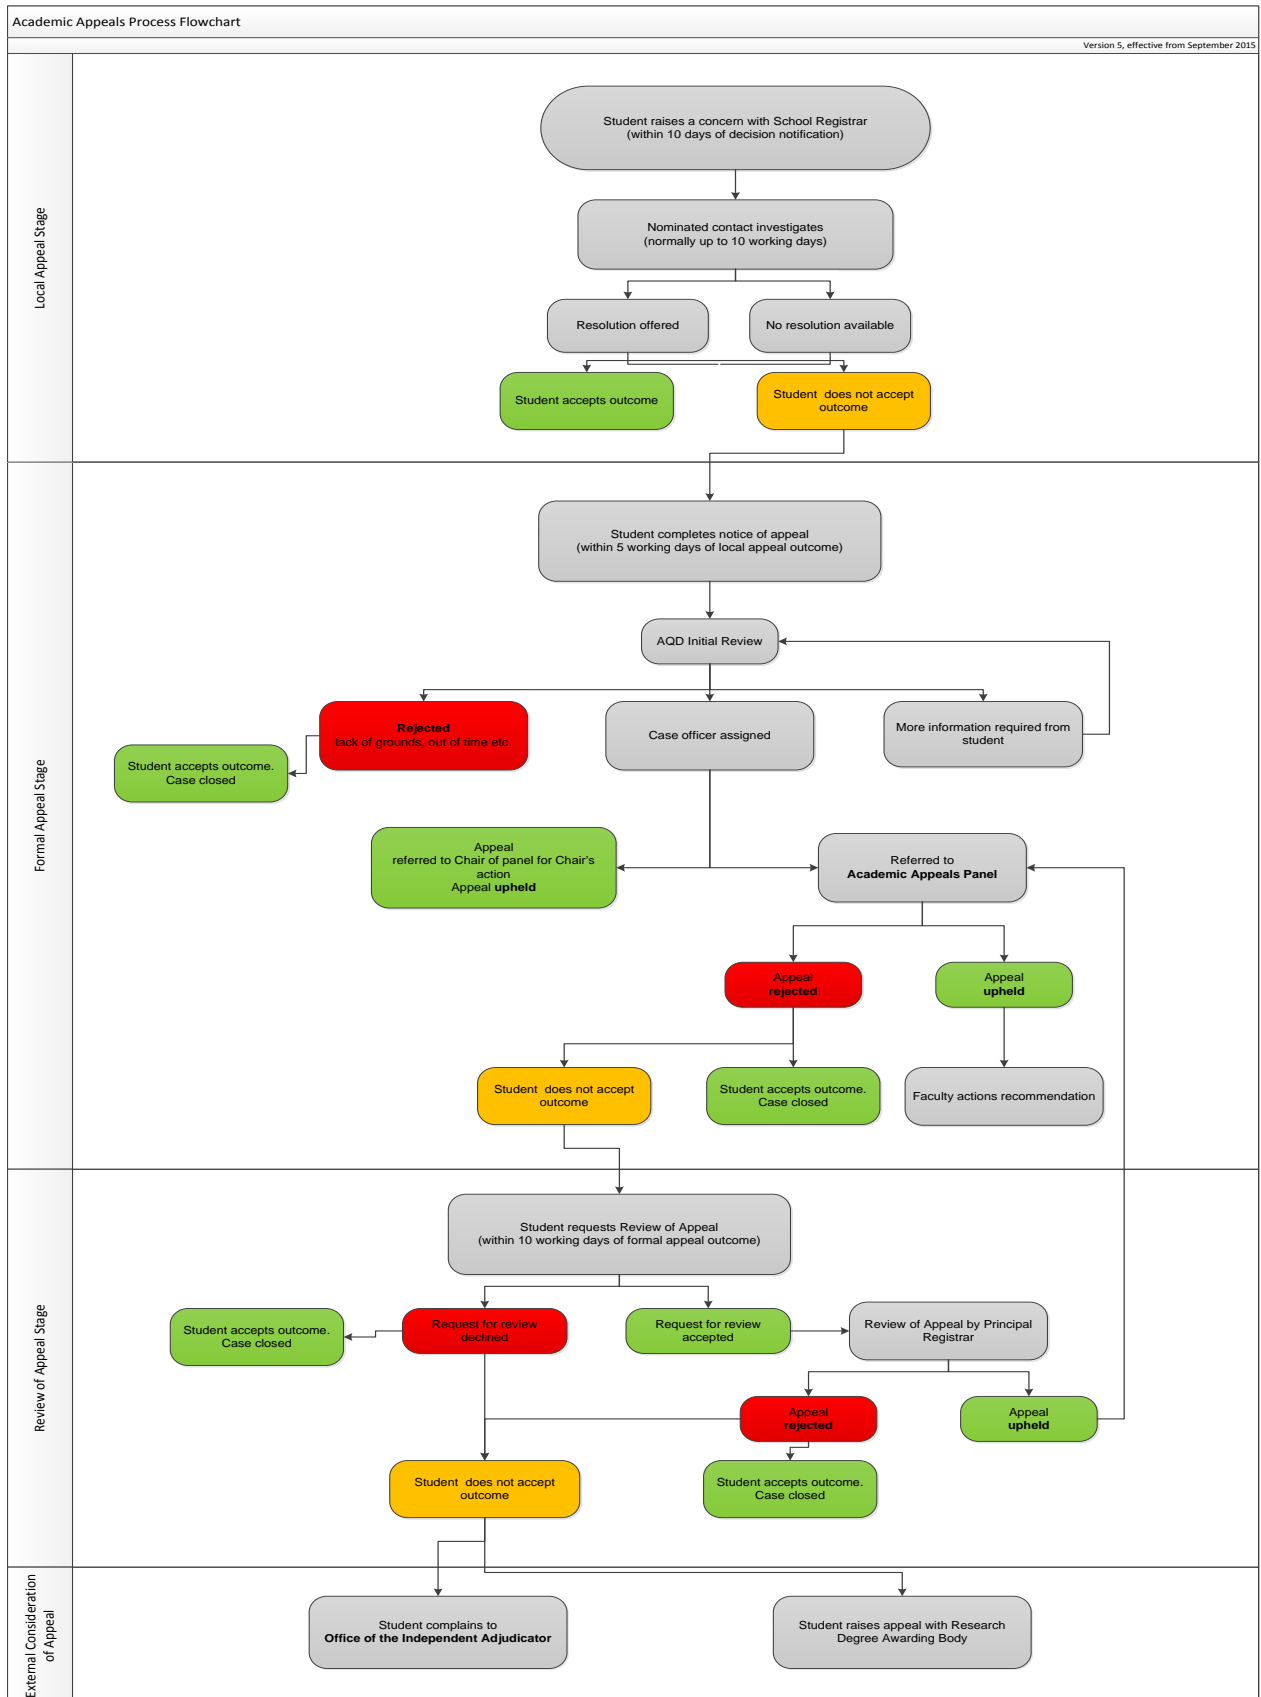 Academic Appeals Process Flowchart
Version 5, effective from September 2015
Local Appeal Stage
Student raises a concern with School Registrar
(within 10 days of decision notification)
Nominated contact investigates
(normally up to 10 working days)
Resolution offered
No resolution available
Student accepts outcome
Student does not accept
outcome
Formal Appeal Stage
Student completes notice of appeal
(within 5 working days of local appeal outcome)
AQD Initial Review
Rejected
lack of grounds, out of time etc.
Case officer assigned
More information required from
student
Student accepts outcome.
Case closed
Appeal
referred to Chair of panel for Chair's
action
Appeal upheld
Referred to
Academic Appeals Panel
Appeal
rejected
Appeal
upheld
Student does not accept
outcome
Student accepts outcome.
Case closed
Faculty actions recommendation
Review of Appeal Stage
Student requests Review of Appeal
(within 10 working days of formal appeal outcome)
Student accepts outcome.
Case closed
Request for review
declined
Request for review
accepted
Review of Appeal by Principal
Registrar
Appeal
rejected
Appeal
upheld
Student does not accept
outcome
Student accepts outcome.
Case closed
External Consideration
of Appeal
Student complains to
Office of the Independent Adjudicator
Student raises appeal with Research
Degree Awarding Body